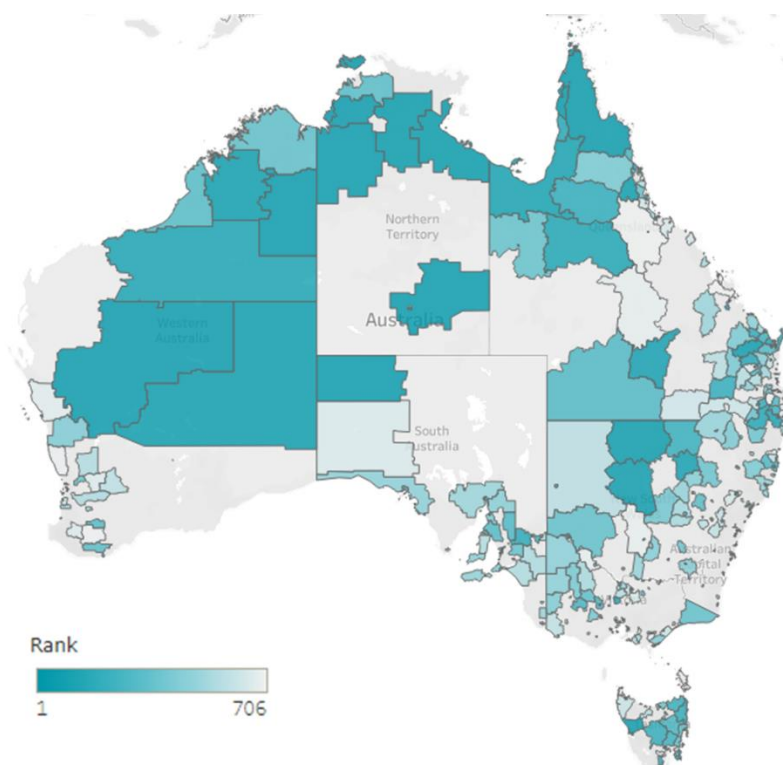 Northern
Territory
Western
Australia
Australia
South
Australia
Australian
Capital
Territory
Rank
1
706